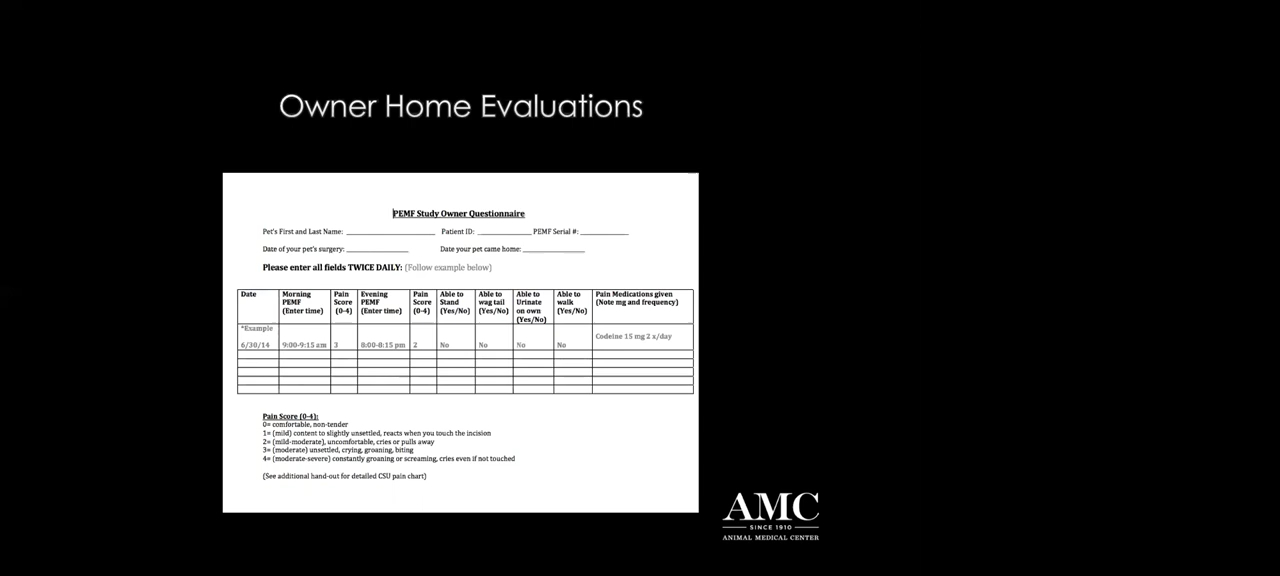 Owner Home Evaluations
PEMF Study Owner Questionnaire
Pet's First and Last Name: ____________ Patient ID: ____________ PEMF Serial #: ____________
Date of your pet's surgery: ____________ Date your pet came home: ____________
Please enter all fields TWICE DAILY: (Follow example below)
Date Morning PEMF (Enter time) Pain Score (0-4) Evening PEMF (Enter time) Pain Score (0-4) Able to Stand (Yes/No) Able to wag tail (Yes/No) Able to Urinate on own (Yes/No) Able to walk (Yes/No) Pain Medications given (Note mg and frequency)
*Example 6/30/14 9:00-9:15 am 3 8:00-8:15 pm 2 No No No No Codeine 15 mg 2 x/day
Pain Score (0-4):
0= comfortable, non-tender
1= (mild) content to slightly unsettled, reacts when you touch the incision
2= (mild-moderate), uncomfortable, cries or pulls away
3= (moderate) unsettled, crying, groaning, biting
4= (moderate-severe) constantly groaning or screaming, cries even if not touched
(See additional hand-out for detailed CSU pain chart)
AMC
SINCE 1910
ANIMAL MEDICAL CENTER